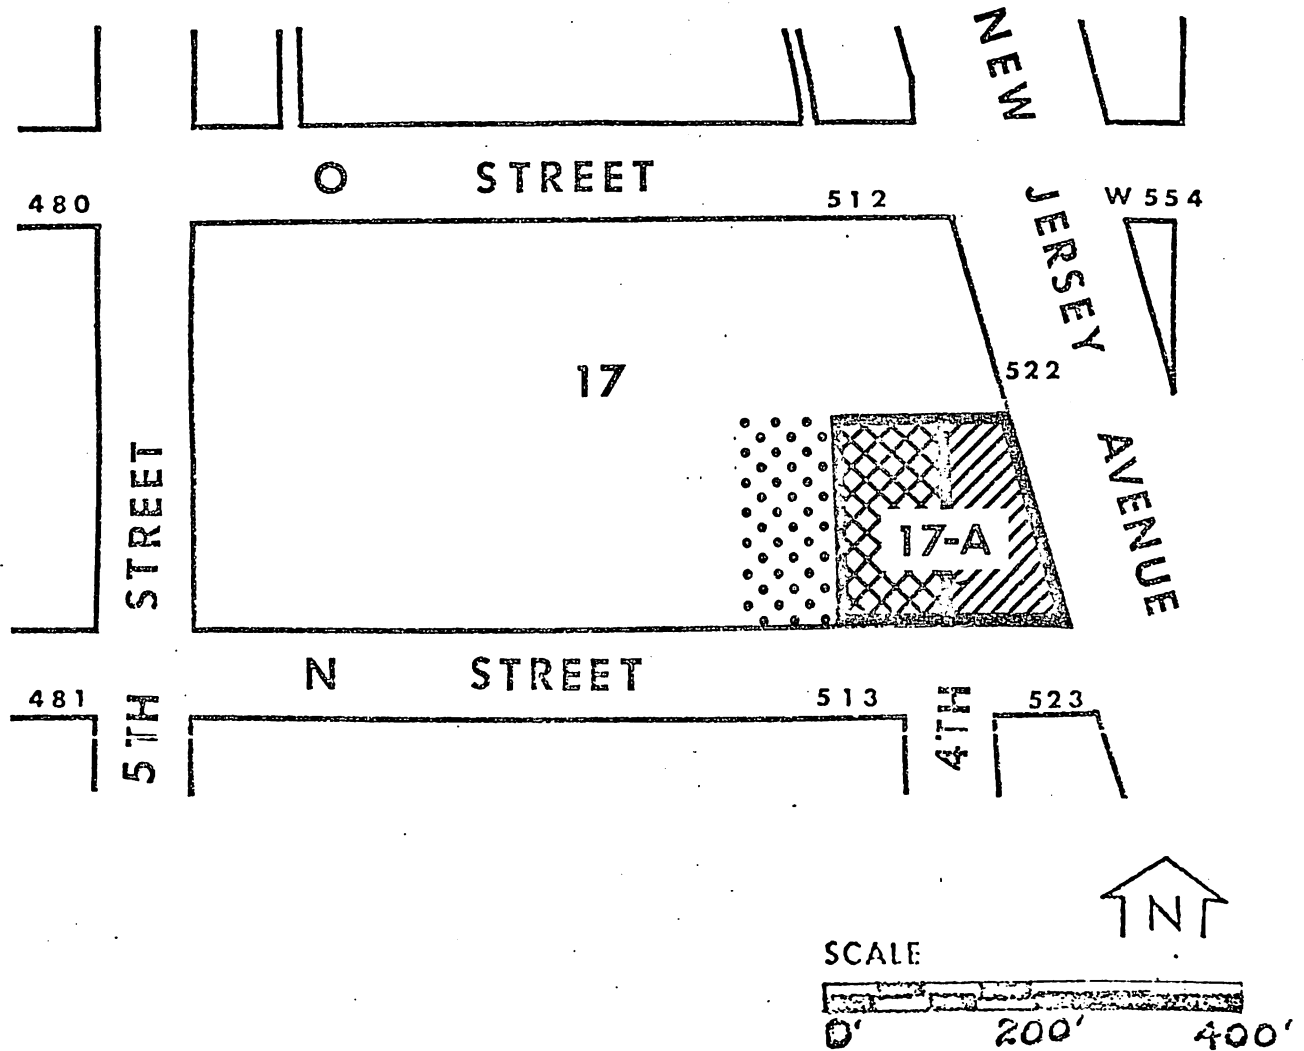 NEW JERSEY AVENUE
O STREET
480
512
W 554
17
522
17-A
5TH STREET
N STREET
481
513
4TH
523
N
SCALE
0' 200' 400'